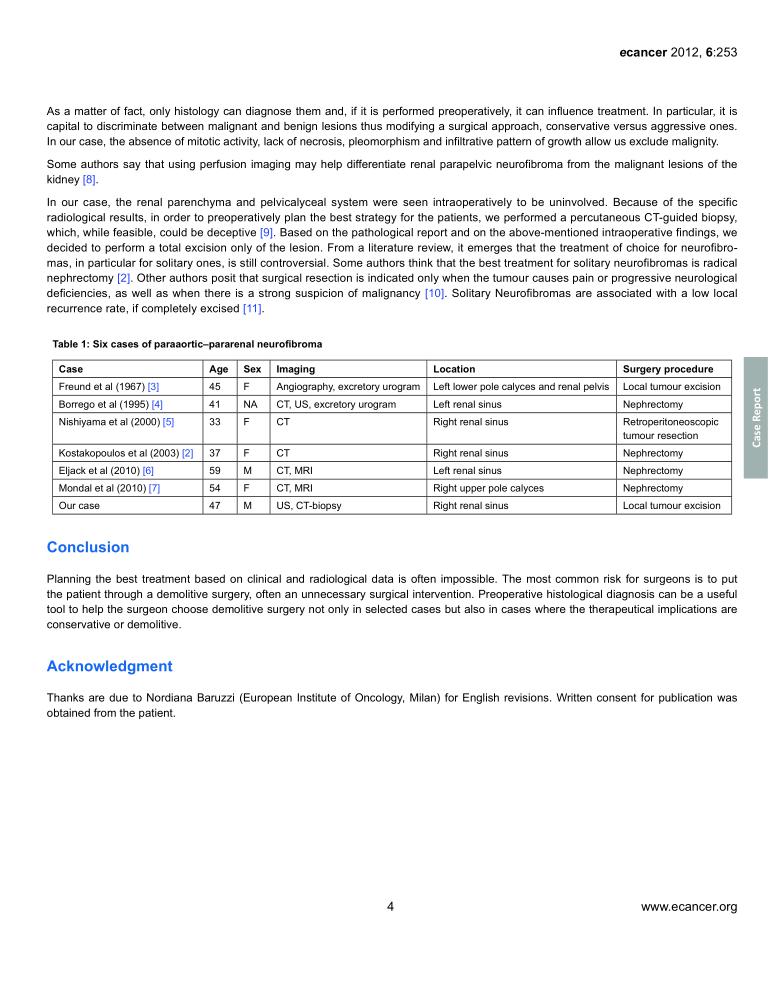 ecancer 2012, 6:253
As a matter of fact, only histology can diagnose them and, if it is performed preoperatively, it can influence treatment. In particular, it is
capital to discriminate between malignant and benign lesions thus modifying a surgical approach, conservative versus aggressive ones.
In our case, the absence of mitotic activity, lack of necrosis, pleomorphism and infiltrative pattern of growth allow us exclude malignity.
Some authors say that using perfusion imaging may help differentiate renal parapelvic neurofibroma from the malignant lesions of the
kidney [8].
In our case, the renal parenchyma and pelvicalyceal system were seen intraoperatively to be uninvolved. Because of the specific
radiological results, in order to preoperatively plan the best strategy for the patients, we performed a percutaneous CT-guided biopsy,
which, while feasible, could be deceptive [9]. Based on the pathological report and on the above-mentioned intraoperative findings, we
decided to perform a total excision only of the lesion. From a literature review, it emerges that the treatment of choice for neurofibro-
mas, in particular for solitary ones, is still controversial. Some authors think that the best treatment for solitary neurofibromas is radical
nephrectomy [2]. Other authors posit that surgical resection is indicated only when the tumour causes pain or progressive neurological
deficiencies, as well as when there is a strong suspicion of malignancy [10]. Solitary Neurofibromas are associated with a low local
recurrence rate, if completely excised [11].
Table 1: Six cases of paraaortic–pararenal neurofibroma
Case Age Sex Imaging Location Surgery procedure
Freund et al (1967) [3] 45 F Angiography, excretory urogram Left lower pole calyces and renal pelvis Local tumour excision
Borrego et al (1995) [4] 41 NA CT, US, excretory urogram Left renal sinus Nephrectomy
Nishiyama et al (2000) [5] 33 F CT Right renal sinus Retroperitoneoscopic
tumour resection
Kostakopoulos et al (2003) [2] 37 F CT Right renal sinus Nephrectomy
Eljack et al (2010) [6] 59 M CT, MRI Left renal sinus Nephrectomy
Mondal et al (2010) [7] 54 F CT, MRI Right upper pole calyces Nephrectomy
Our case 47 M US, CT-biopsy Right renal sinus Local tumour excision
Case Report
Conclusion
Planning the best treatment based on clinical and radiological data is often impossible. The most common risk for surgeons is to put
the patient through a demolitive surgery, often an unnecessary surgical intervention. Preoperative histological diagnosis can be a useful
tool to help the surgeon choose demolitive surgery not only in selected cases but also in cases where the therapeutical implications are
conservative or demolitive.
Acknowledgment
Thanks are due to Nordiana Baruzzi (European Institute of Oncology, Milan) for English revisions. Written consent for publication was
obtained from the patient.
4
www.ecancer.org